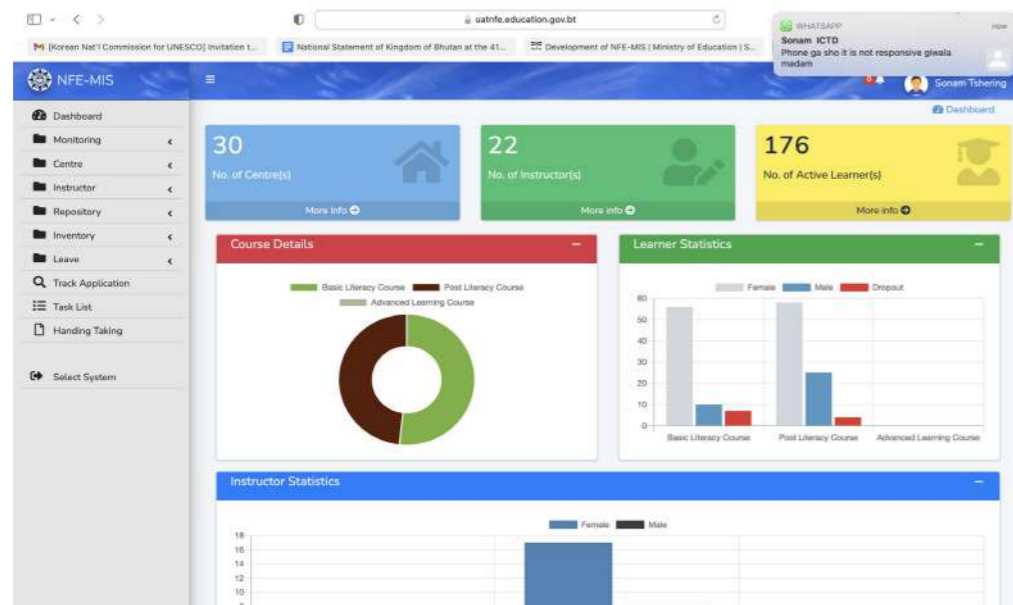 uatnfe.education.gov.bt
WHATSAPP now
Sonam ICTD
Phone ga sho it is not responsive giwala
madam
[Korean Nat'l Commission for UNESCO] Invitation t...
National Statement of Kingdom of Bhutan at the 41...
Development of NFE-MIS | Ministry of Education | S...
NFE-MIS
Sonam Tshering
Dashboard
Dashboard
Monitoring
Centre
Instructor
Repository
Inventory
Leave
Track Application
Task List
Handing Taking
Select System
30
No. of Centre(s)
More info
22
No. of Instructor(s)
More info
176
No. of Active Learner(s)
More info
Course Details
Basic Literacy Course Post Literacy Course
Advanced Learning Course
Learner Statistics
Female Male Dropout
60
50
40
30
20
10
0
Basic Literacy Course Post Literacy Course Advanced Learning Course
Instructor Statistics
Female Male
18
16
14
12
10